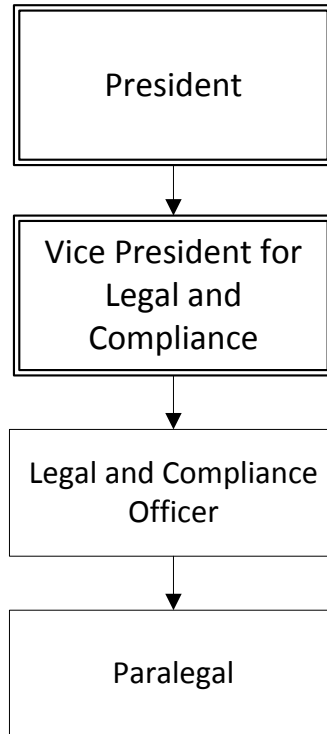 President
Vice President for
Legal and
Compliance
Legal and Compliance
Officer
Paralegal